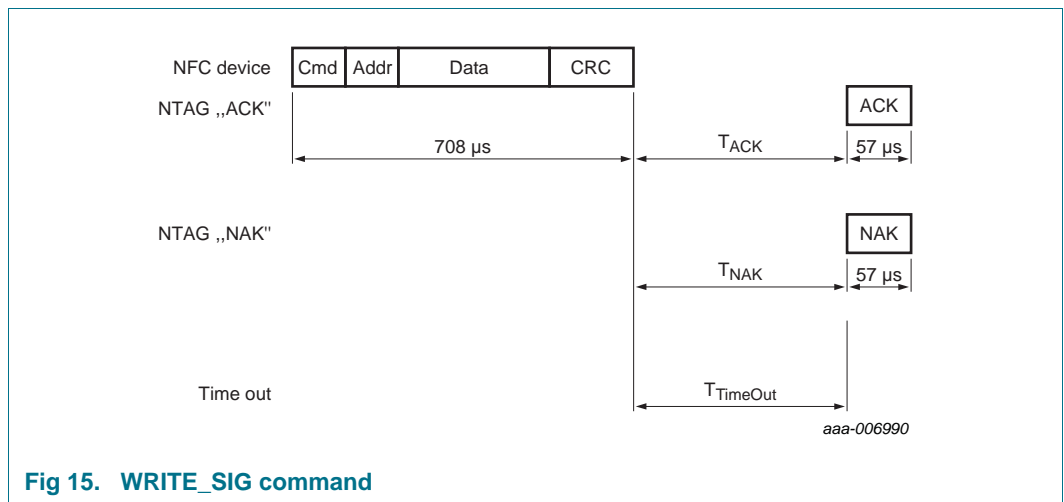 NFC device Cmd Addr Data CRC
NTAG ,,ACK" ACK
708 µs TACK 57 µs
NTAG ,,NAK" NAK
TNAK 57 µs
Time out TTimeOut
aaa-006990
Fig 15. WRITE_SIG command